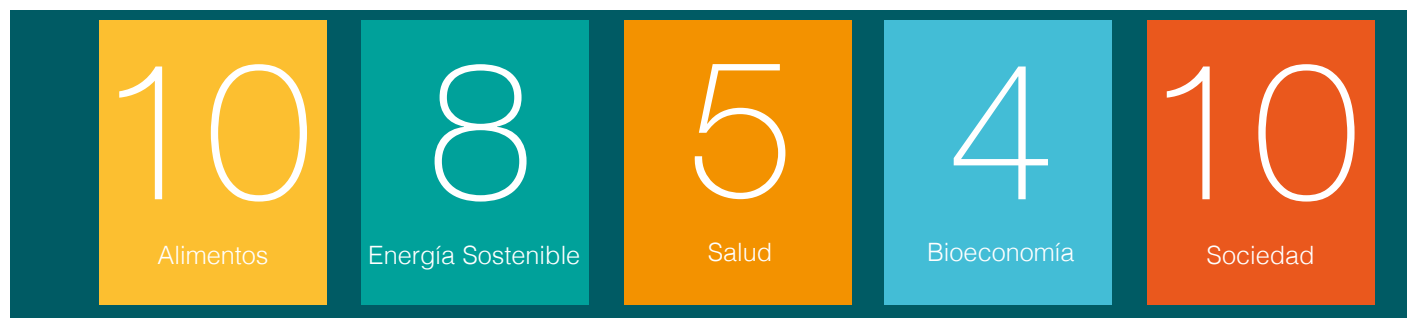 10
Alimentos
8
Energía Sostenible
5
Salud
4
Bioeconomía
10
Sociedad